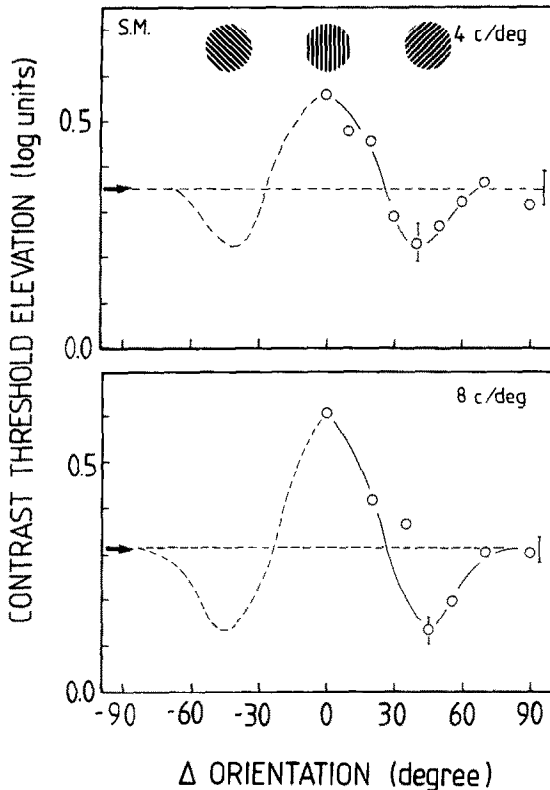 CONTRAST THRESHOLD ELEVATION (log units)
S.M.
4 c/deg
0.5
0.0
8 c/deg
0.5
0.0
-90 -60 -30 0 30 60 90
Δ ORIENTATION (degree)